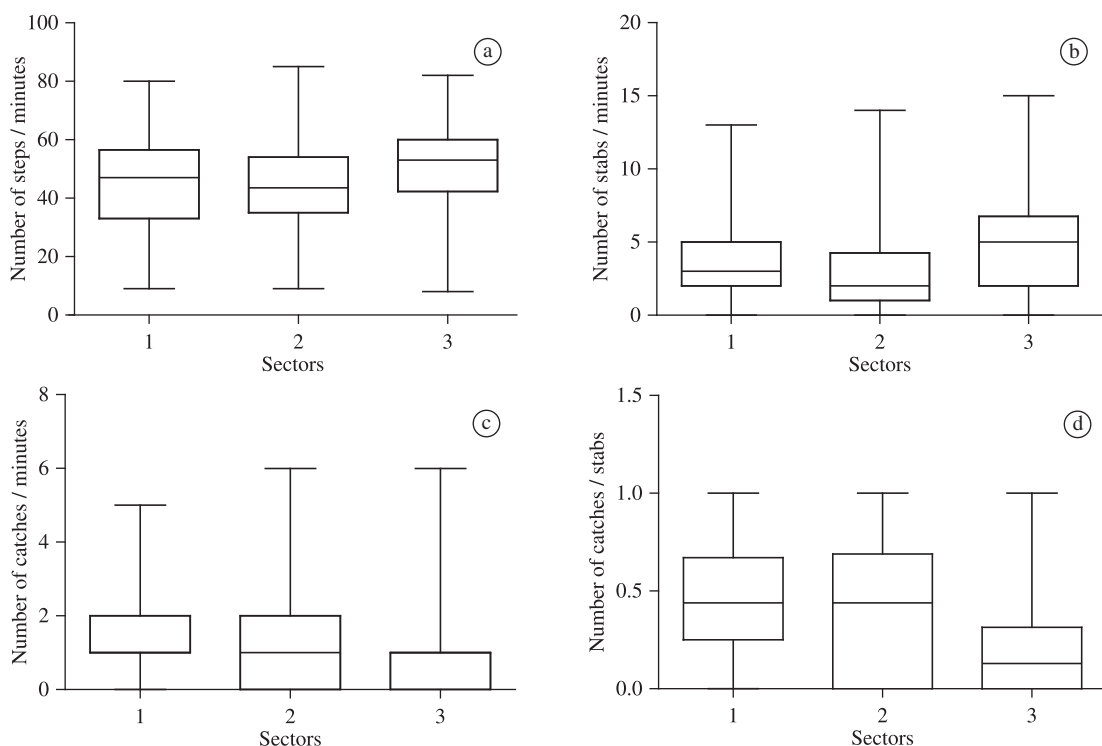 a
Number of steps / minutes
100
80
60
40
20
0
1 2 3
Sectors
b
Number of stabs / minutes
20
15
10
5
0
1 2 3
Sectors
c
Number of catches / minutes
8
6
4
2
0
1 2 3
Sectors
d
Number of catches / stabs
1.5
1.0
0.5
0.0
1 2 3
Sectors